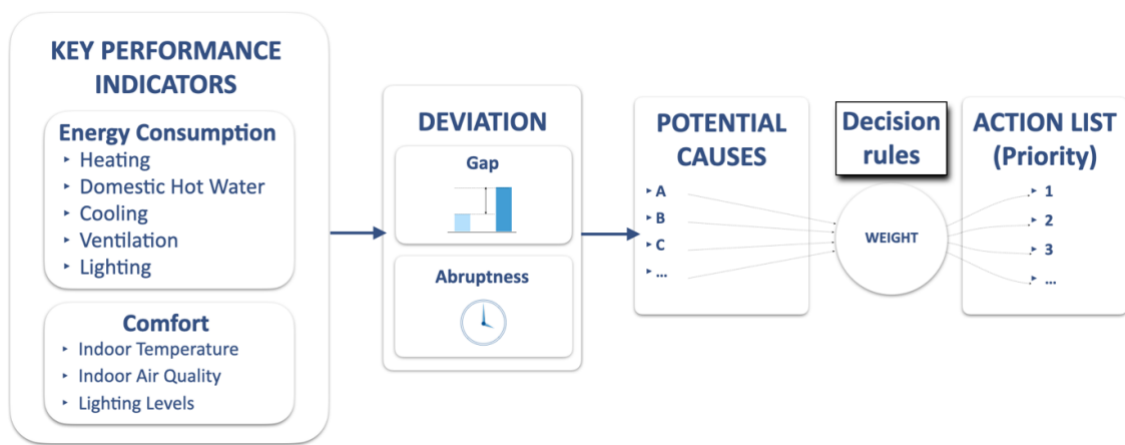 KEY PERFORMANCE
INDICATORS
Energy Consumption
‣ Heating
‣ Domestic Hot Water
‣ Cooling
‣ Ventilation
‣ Lighting
Comfort
‣ Indoor Temperature
‣ Indoor Air Quality
‣ Lighting Levels
DEVIATION
Gap
Abruptness
POTENTIAL
CAUSES
‣ A
‣ B
‣ C
‣ ...
Decision
rules
WEIGHT
ACTION LIST
(Priority)
‣ 1
‣ 2
‣ 3
‣ ...